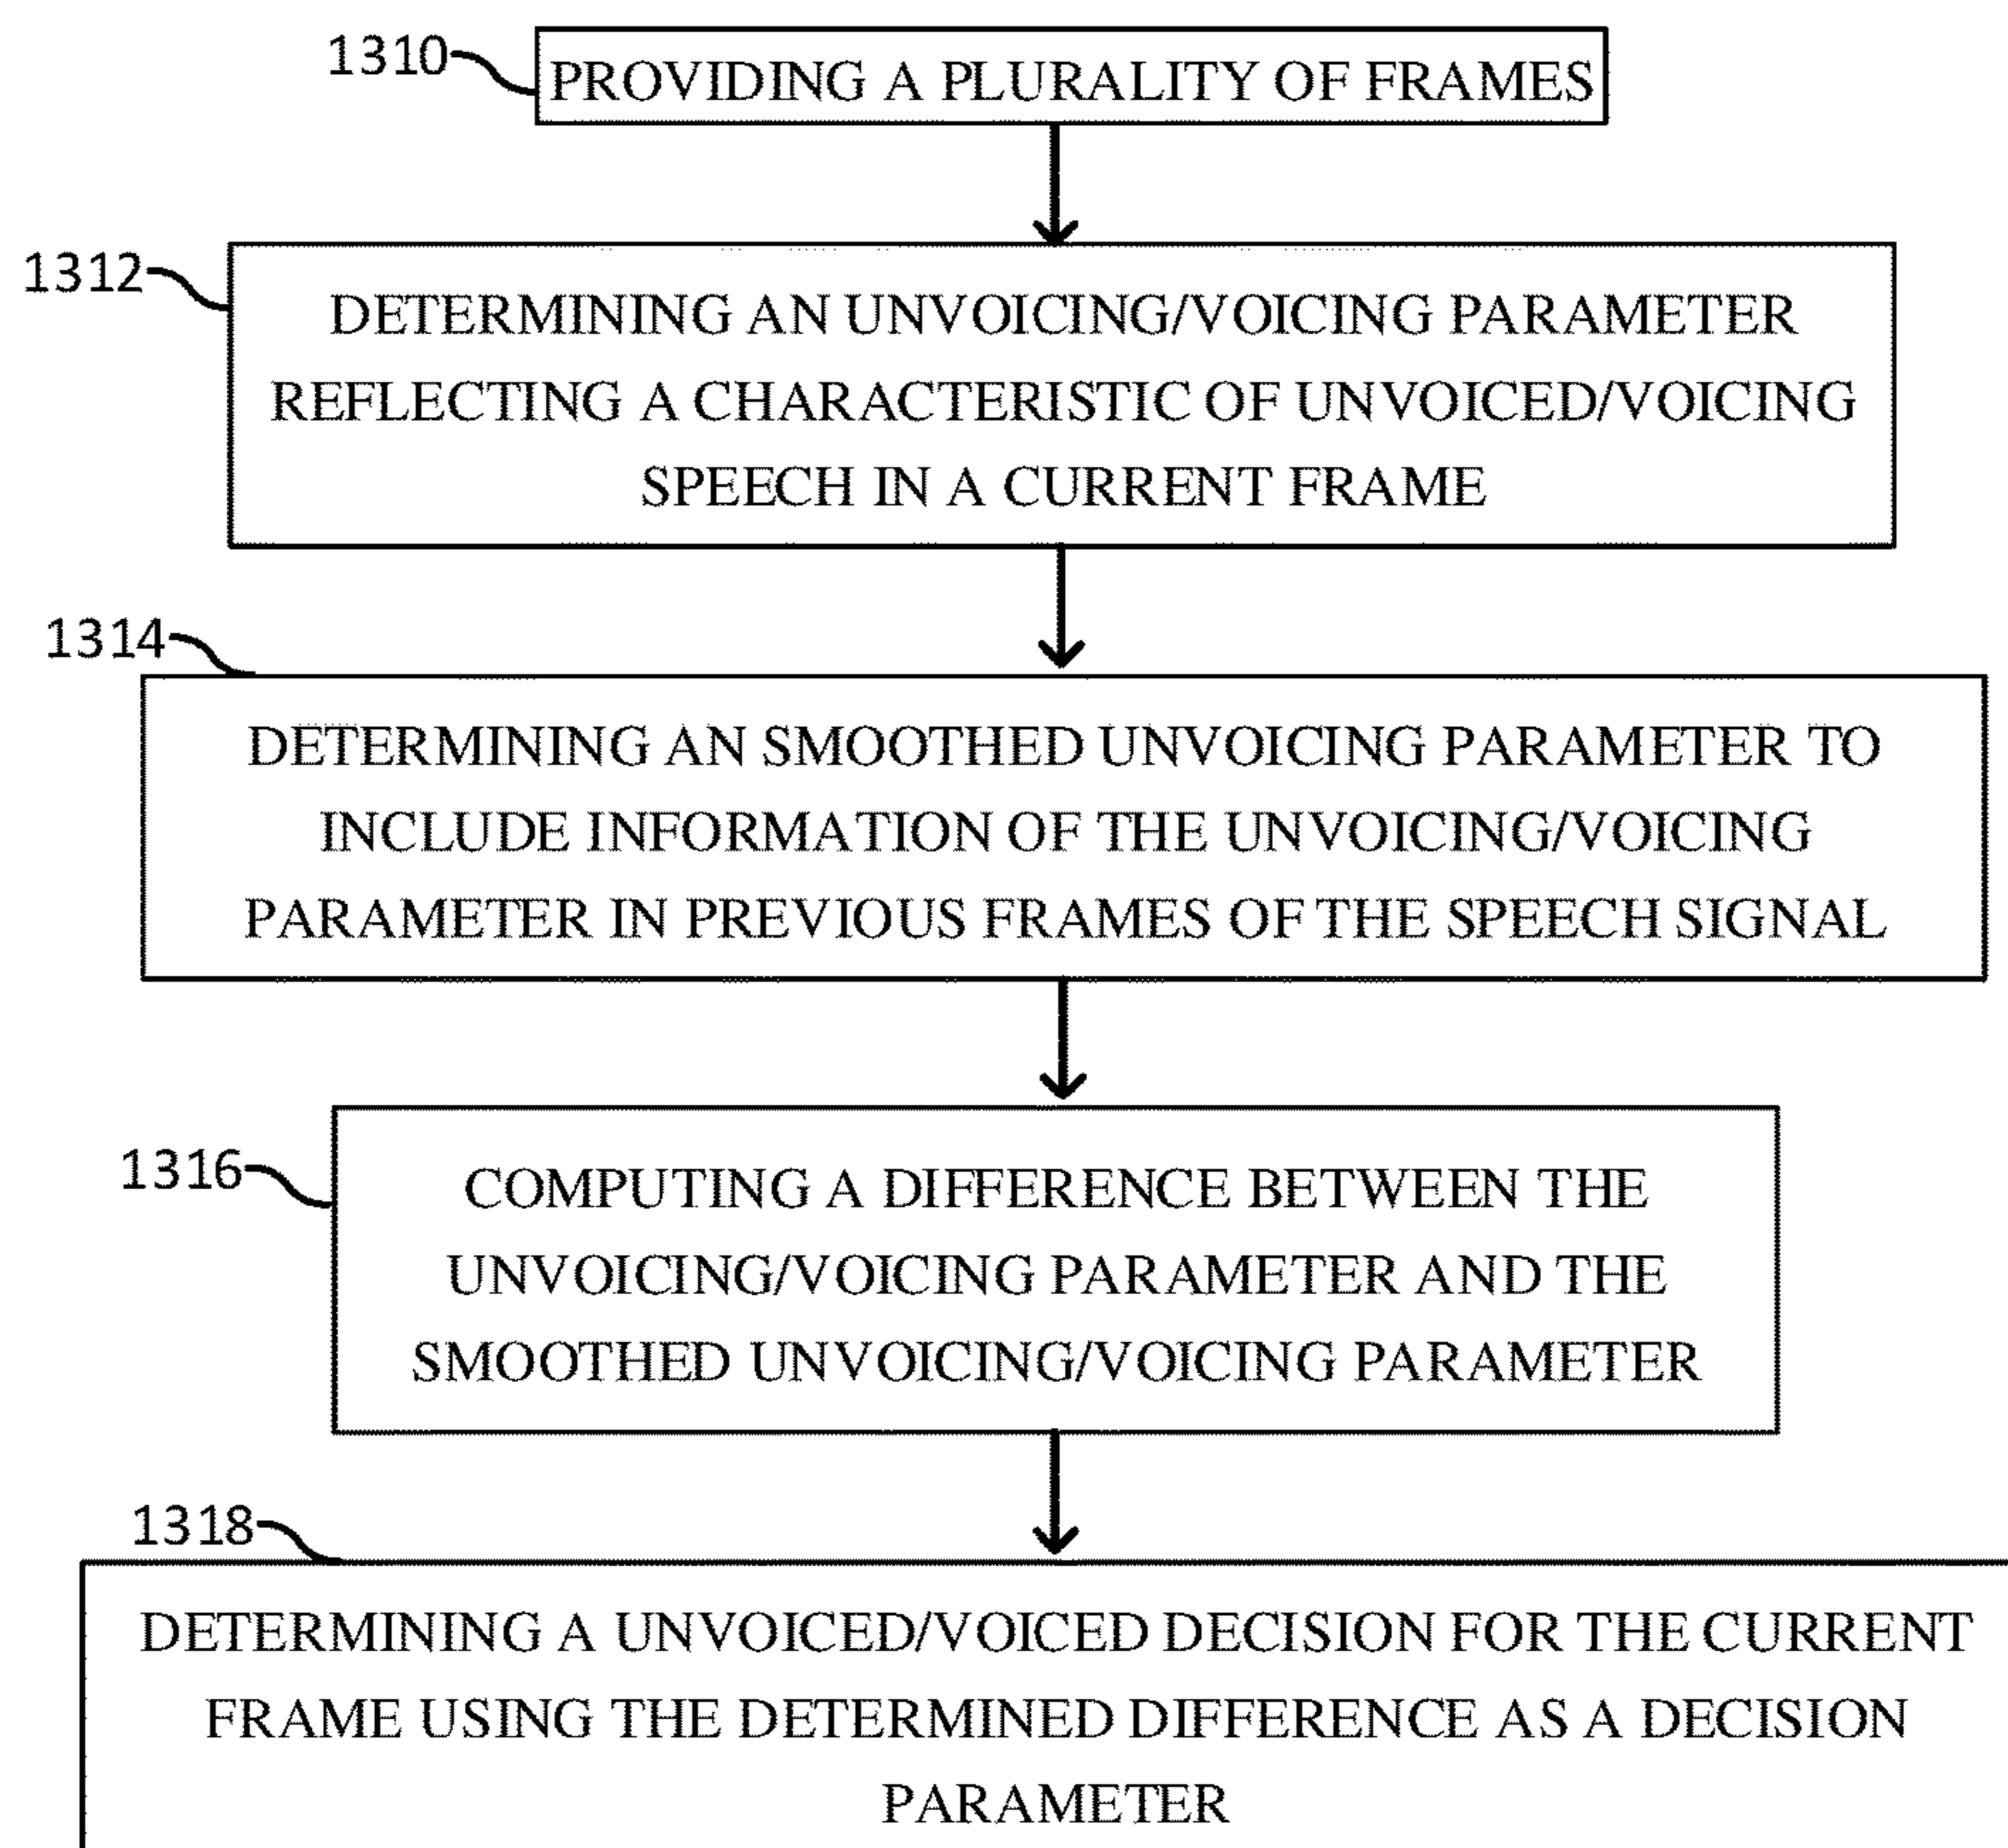 1310
PROVIDING A PLURALITY OF FRAMES
1312
DETERMINING AN UNVOICING/VOICING PARAMETER
REFLECTING A CHARACTERISTIC OF UNVOICED/VOICING
SPEECH IN A CURRENT FRAME
1314
DETERMINING AN SMOOTHED UNVOICING PARAMETER TO
INCLUDE INFORMATION OF THE UNVOICING/VOICING
PARAMETER IN PREVIOUS FRAMES OF THE SPEECH SIGNAL
1316
COMPUTING A DIFFERENCE BETWEEN THE
UNVOICING/VOICING PARAMETER AND THE
SMOOTHED UNVOICING/VOICING PARAMETER
1318
DETERMINING A UNVOICED/VOICED DECISION FOR THE CURRENT
FRAME USING THE DETERMINED DIFFERENCE AS A DECISION
PARAMETER